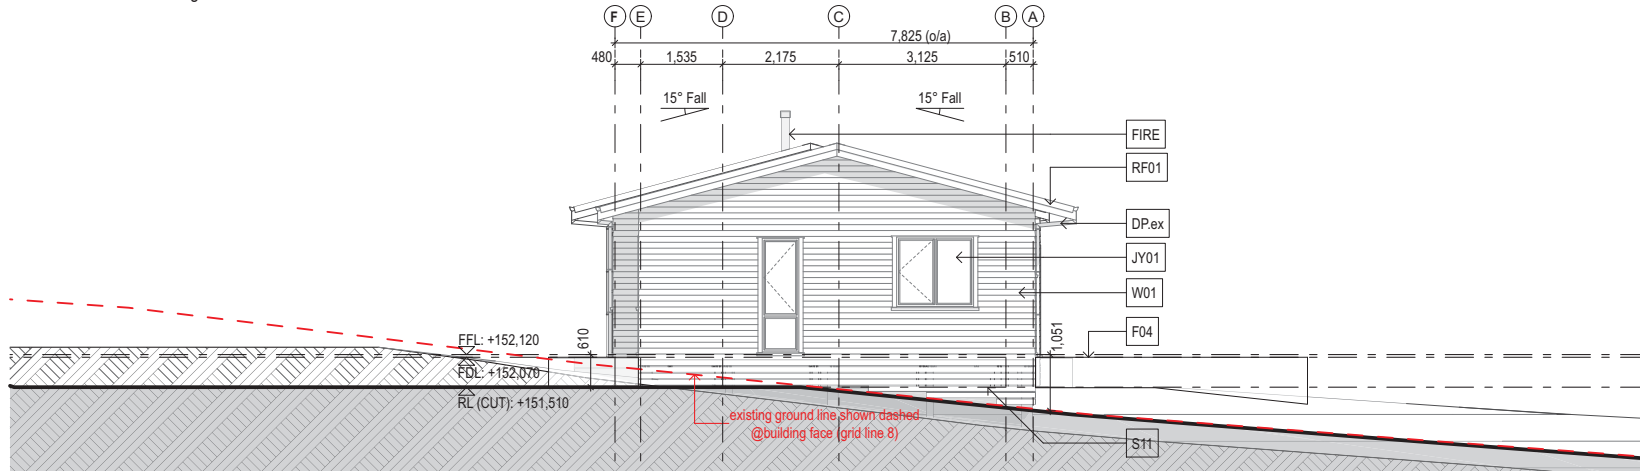 F E D C B A
7,825 (o/a)
480 1,535 2,175 3,125 510
15° Fall 15° Fall
FIRE
RF01
DP.ex
JY01
W01
F04
FFL: +152,120
610
1,051
FDL: +152,070
RL (CUT): +151,510
existing ground line shown dashed
@building face (grid line 8)
S11